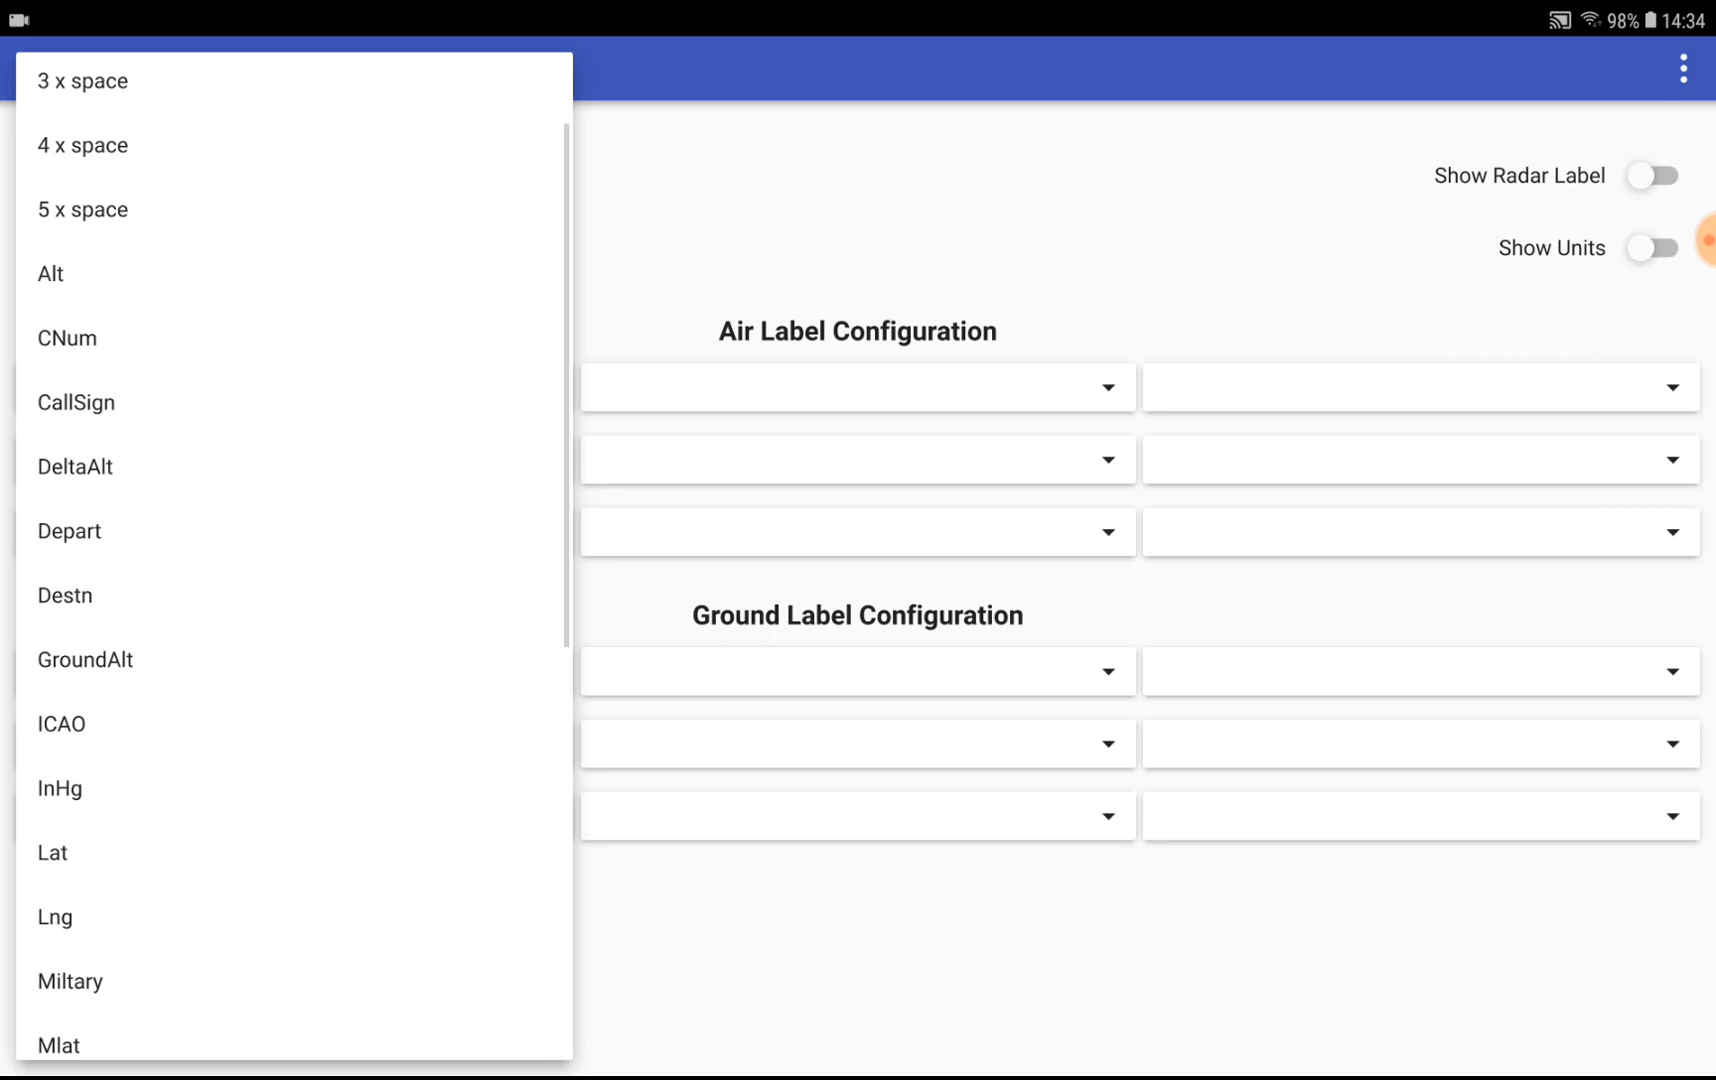 98% 14:34
3 x space
4 x space
5 x space
Alt
CNum
CallSign
DeltaAlt
Depart
Destn
GroundAlt
ICAO
InHg
Lat
Lng
Miltary
Mlat
Show Radar Label
Show Units
Air Label Configuration
Ground Label Configuration